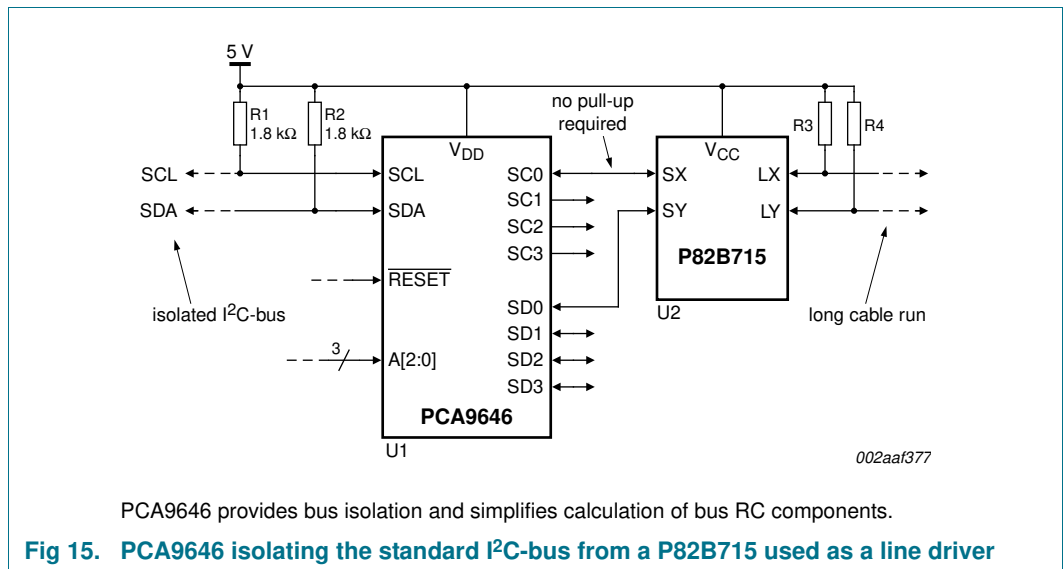 5 V
R1
1.8 kΩ
R2
1.8 kΩ
no pull-up
required
R3
R4
VDD
VCC
SCL
SCL
SC0
SX
LX
SDA
SDA
SC1
SY
LY
SC2
SC3
P82B715
RESET
isolated I2C-bus
SD0
U2
long cable run
SD1
3
A[2:0]
SD2
SD3
PCA9646
U1
002aaf377
PCA9646 provides bus isolation and simplifies calculation of bus RC components.
Fig 15. PCA9646 isolating the standard I2C-bus from a P82B715 used as a line driver